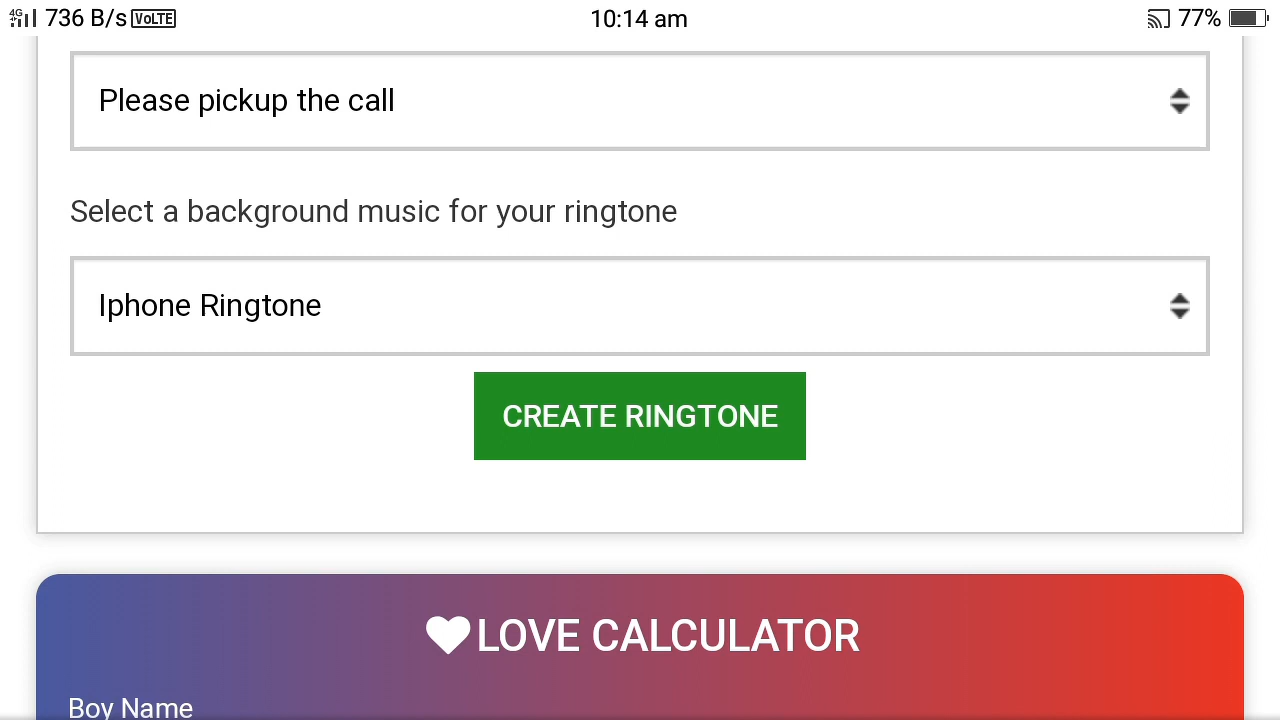 4G 736 B/s VoLTE 10:14 am 77%
Please pickup the call
Select a background music for your ringtone
Iphone Ringtone
CREATE RINGTONE
LOVE CALCULATOR
Boy Name